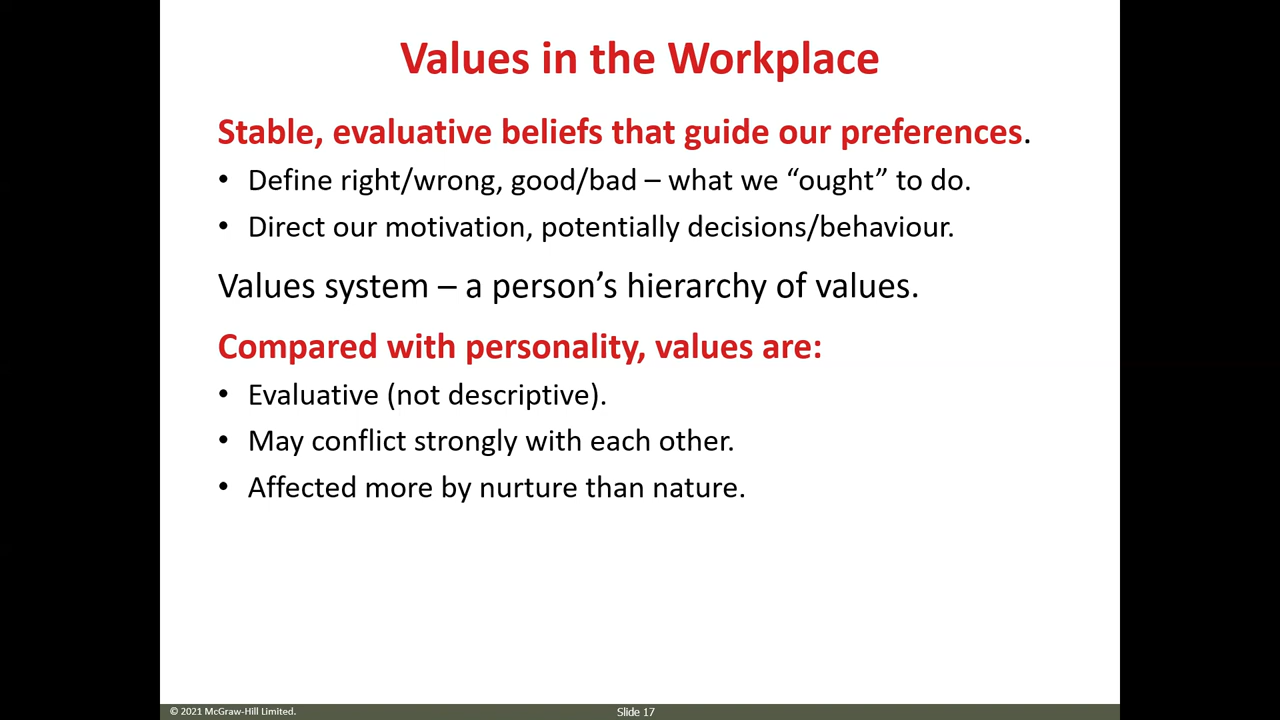 Values in the Workplace
Stable, evaluative beliefs that guide our preferences.
• Define right/wrong, good/bad – what we “ought” to do.
• Direct our motivation, potentially decisions/behaviour.
Values system – a person’s hierarchy of values.
Compared with personality, values are:
• Evaluative (not descriptive).
• May conflict strongly with each other.
• Affected more by nurture than nature.
© 2021 McGraw-Hill Limited.
Slide 17